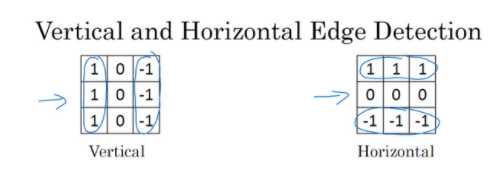 Vertical and Horizontal Edge Detection
1 0 -1 1 1 1
1 0 -1 0 0 0
1 0 -1 -1 -1 -1
Vertical Horizontal